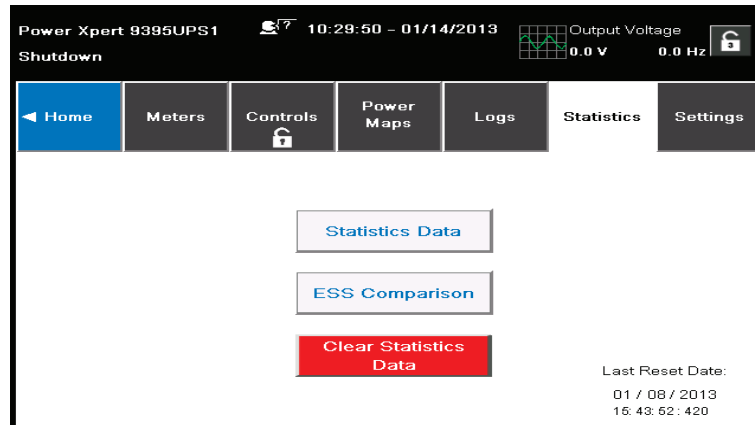 Power Xpert 9395UPS1
?
10:29:50 - 01/14/2013
Output Voltage
Shutdown
0.0 V
0.0 Hz
3
Home
Meters
Controls
Power
Maps
Logs
Statistics
Settings
Statistics Data
ESS Comparison
Clear Statistics
Data
Last Reset Date:
01 / 08 / 2013
15: 43: 52 : 420